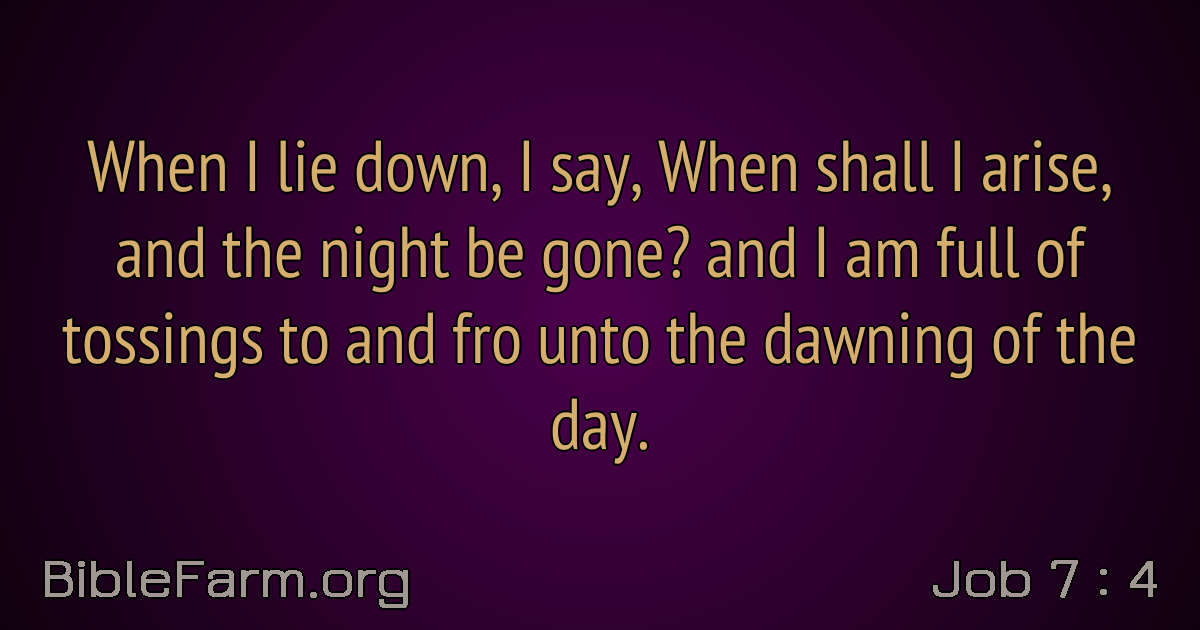 When I lie down, I say, When shall I arise,
and the night be gone? and I am full of
tossings to and fro unto the dawning of the
day.
BibleFarm.org
Job 7 : 4